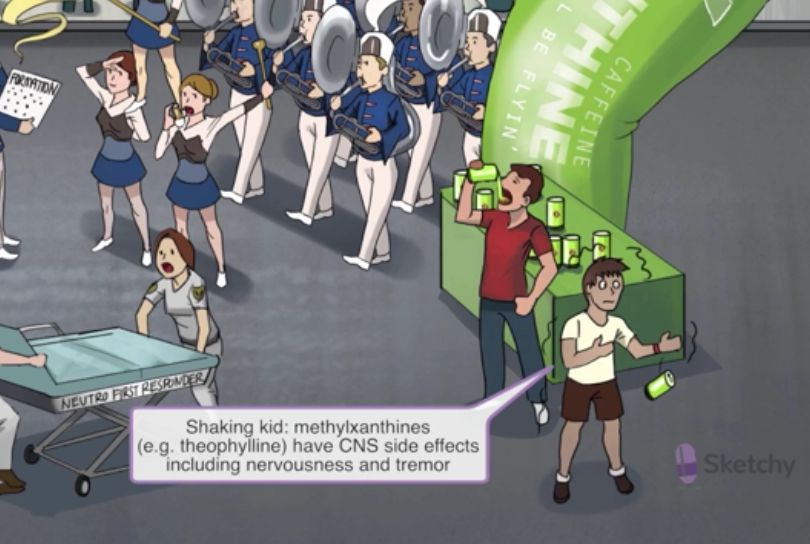 FORMATION
THINE
CAFFEINE
L BE FLYIN'
NEUTRO FIRST RESPONDER
Shaking kid: methylxanthines
(e.g. theophylline) have CNS side effects
including nervousness and tremor
Sketchy